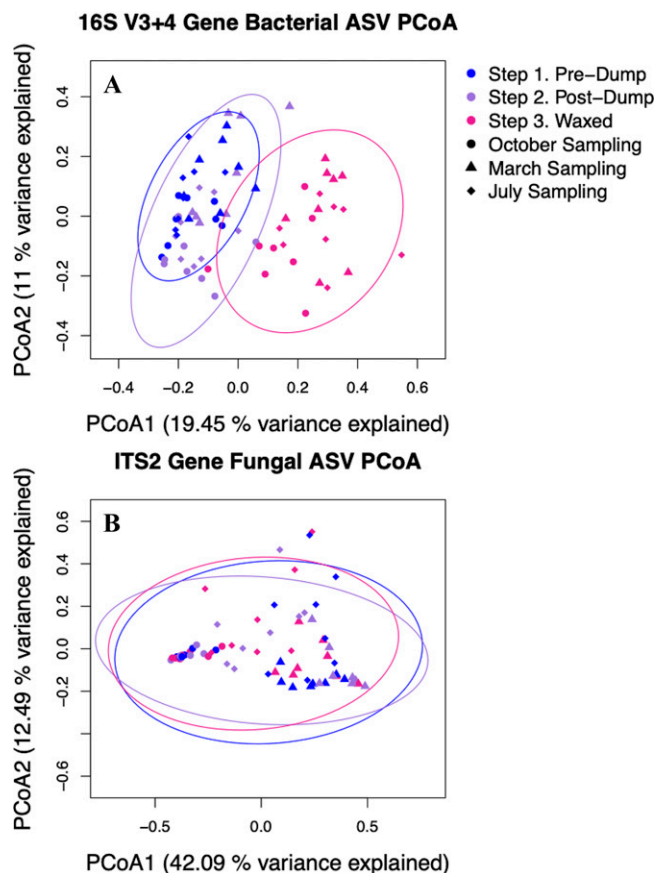 16S V3+4 Gene Bacterial ASV PCoA
A
PCoA2 (11 % variance explained)
0.4
0.2
0.0
−0.2
−0.4
−0.4 −0.2 0.0 0.2 0.4 0.6
PCoA1 (19.45 % variance explained)
Step 1. Pre−Dump
Step 2. Post−Dump
Step 3. Waxed
October Sampling
March Sampling
July Sampling
ITS2 Gene Fungal ASV PCoA
B
PCoA2 (12.49 % variance explained)
0.6
0.4
0.2
0.0
−0.2
−0.6
−0.5 0.0 0.5
PCoA1 (42.09 % variance explained)